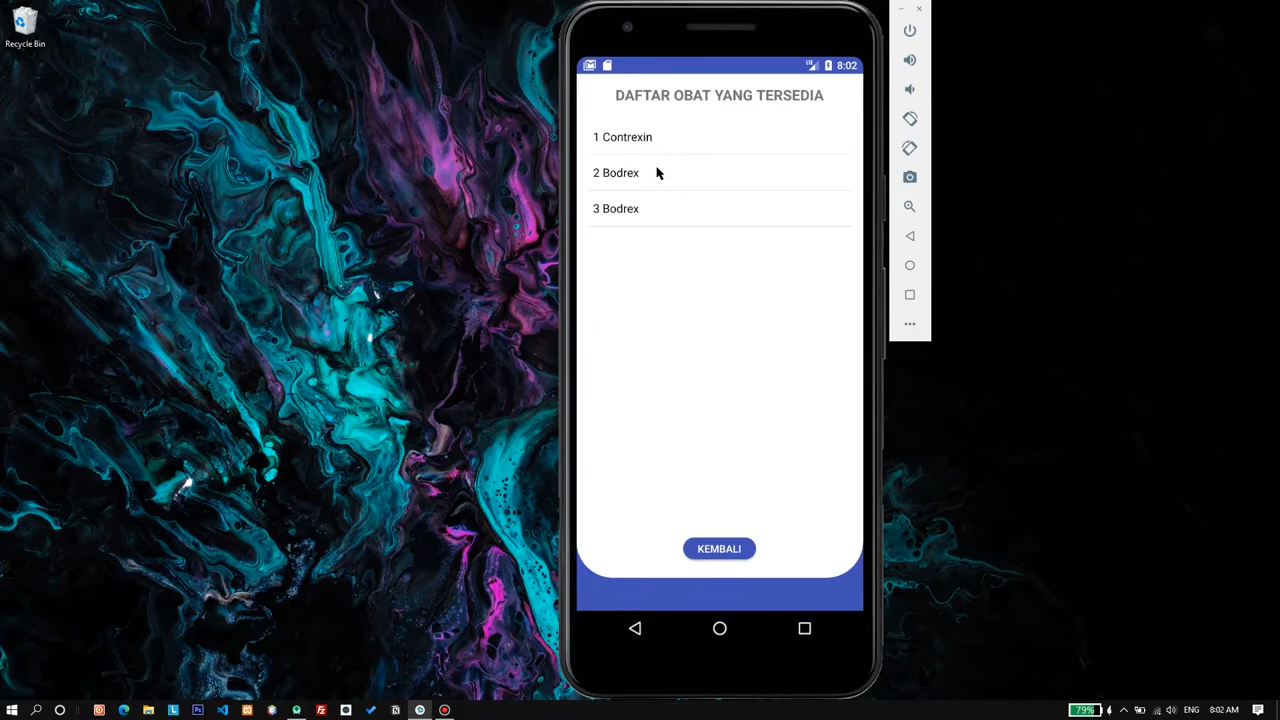 Recycle Bin
8:02
DAFTAR OBAT YANG TERSEDIA
1 Contrexin
2 Bodrex
3 Bodrex
KEMBALI
79%
ENG
8:02 AM